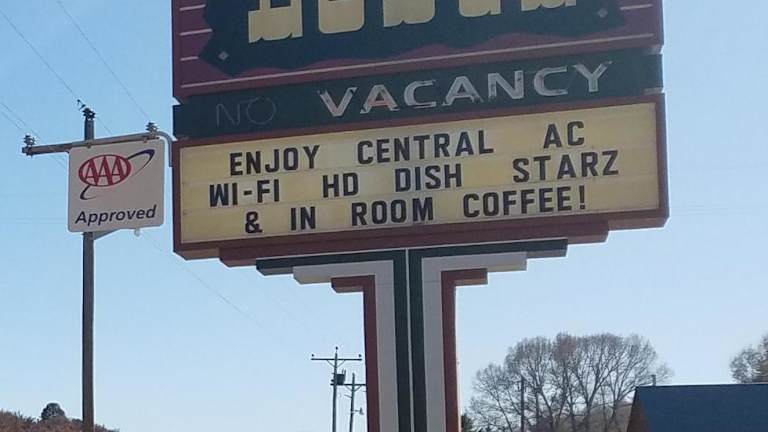 NO VACANCY
ENJOY CENTRAL AC
WI-FI HD DISH STARZ
& IN ROOM COFFEE!
AAA
Approved